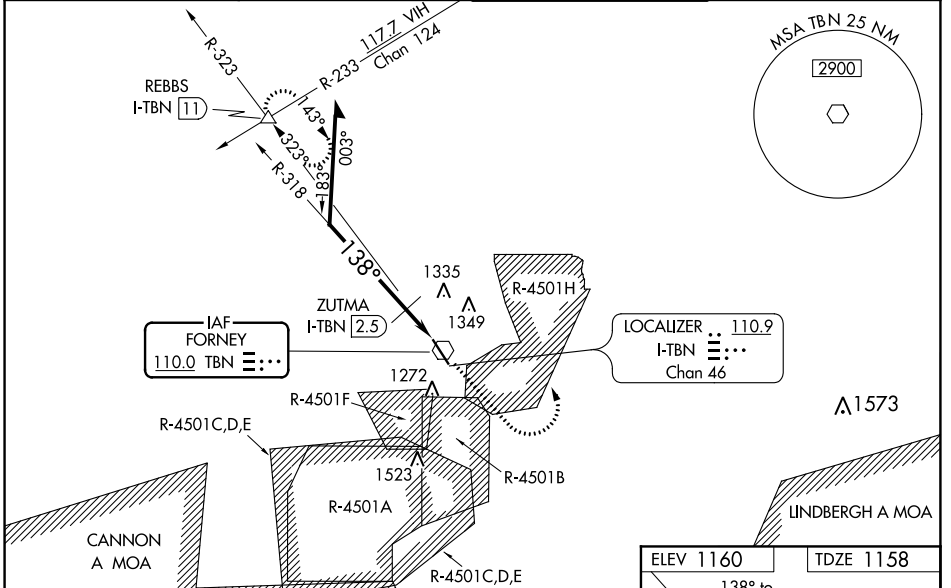 MSA TBN 25 NM
2900
R-323
R-233
117.7 VIH
Chan 124
REBBS
I-TBN 11
143°
323°
R-318
183°
003°
138°
1335
1349
R-4501H
ZUTMA
I-TBN 2.5
IAF
FORNEY
110.0 TBN
LOCALIZER 110.9
I-TBN
Chan 46
1272
R-4501F
1573
R-4501C,D,E
1523
R-4501B
R-4501A
LINDBERGH A MOA
CANNON
A MOA
R-4501C,D,E
ELEV 1160
TDZE 1158
138° to